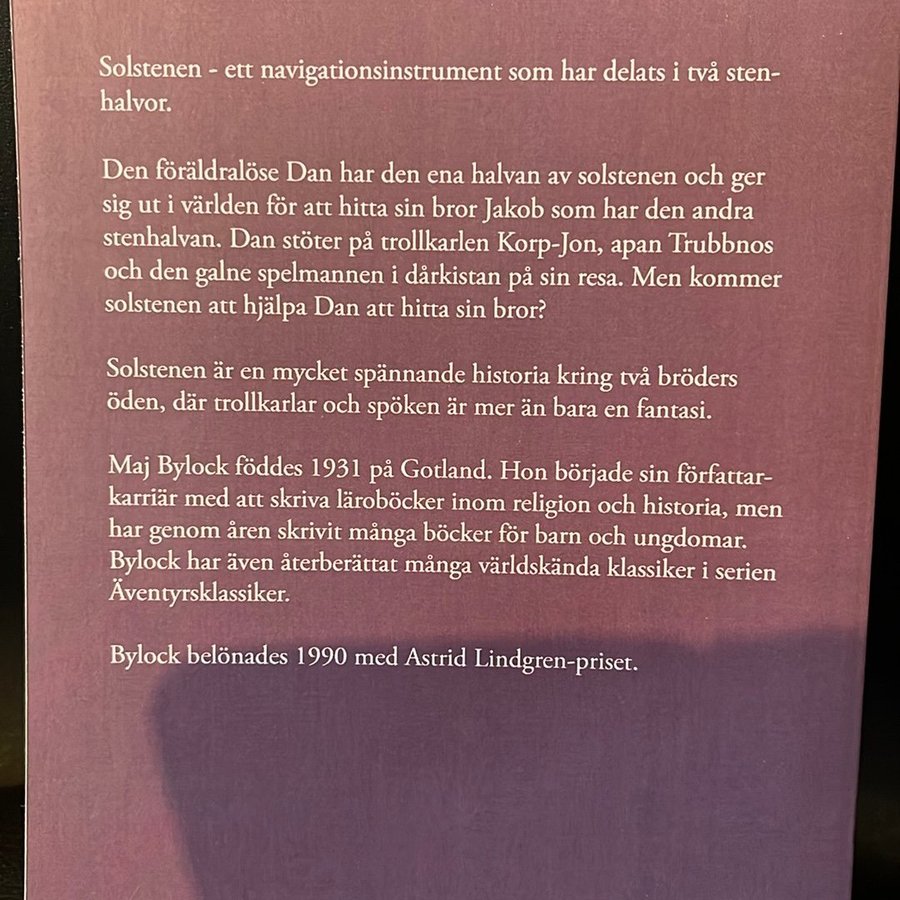 Solstenen - ett navigationsinstrument som har delats i två sten-
halvor.
Den föräldralöse Dan har den ena halvan av solstenen och ger
sig ut i världen för att hitta sin bror Jakob som har den andra
stenhalvan. Dan stöter på trollkarlen Korp-Jon, apan Trubbnos
och den galne spelmannen i dårkistan på sin resa. Men kommer
solstenen att hjälpa Dan att hitta sin bror?
Solstenen är en mycket spännande historia kring två bröders
öden, där trollkarlar och spöken är mer än bara en fantasi.
Maj Bylock föddes 1931 på Gotland. Hon började sin författar-
karriär med att skriva läroböcker inom religion och historia, men
har genom åren skrivit många böcker för barn och ungdomar.
Bylock har även återberättat många världskända klassiker i serien
Äventyrsklassiker.
Bylock belönades 1990 med Astrid Lindgren-priset.